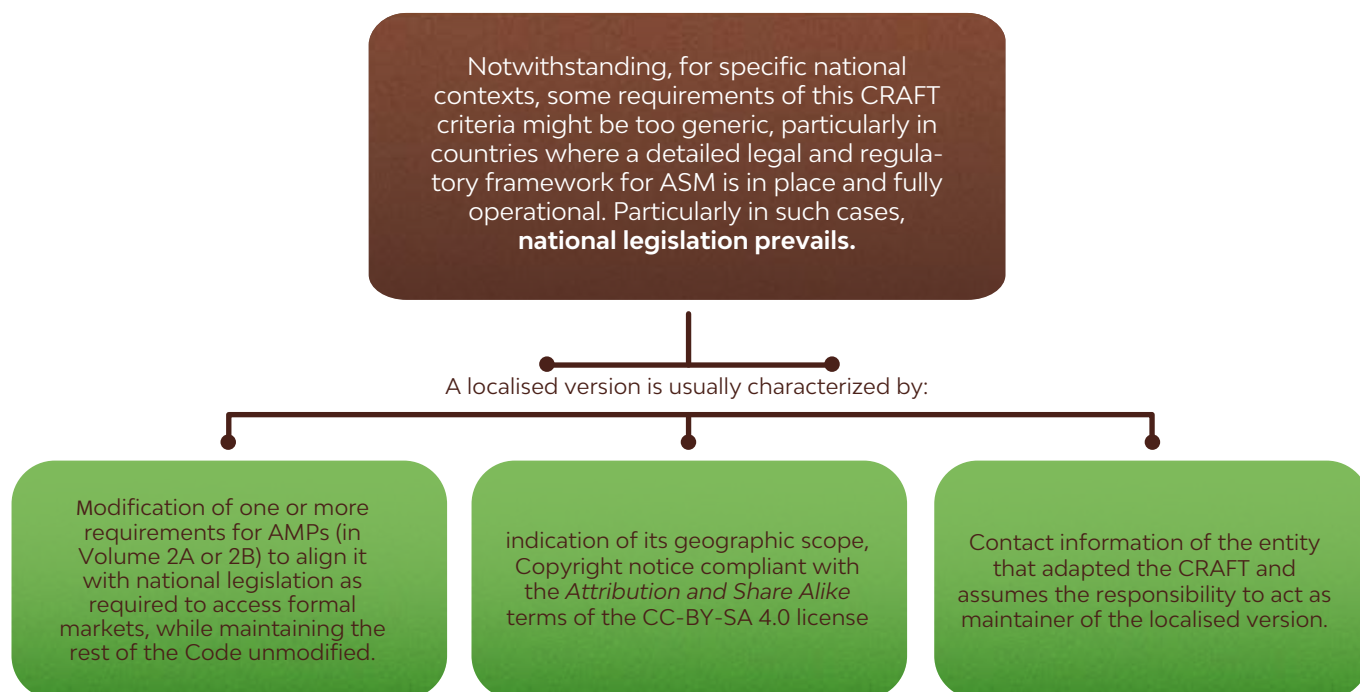 Notwithstanding, for specific national
contexts, some requirements of this CRAFT
criteria might be too generic, particularly in
countries where a detailed legal and regula-
tory framework for ASM is in place and fully
operational. Particularly in such cases,
national legislation prevails.
A localised version is usually characterized by:
Modification of one or more
requirements for AMPs (in
Volume 2A or 2B) to align it
with national legislation as
required to access formal
markets, while maintaining the
rest of the Code unmodified.
indication of its geographic scope,
Copyright notice compliant with
the Attribution and Share Alike
terms of the CC-BY-SA 4.0 license
Contact information of the entity
that adapted the CRAFT and
assumes the responsibility to act as
maintainer of the localised version.